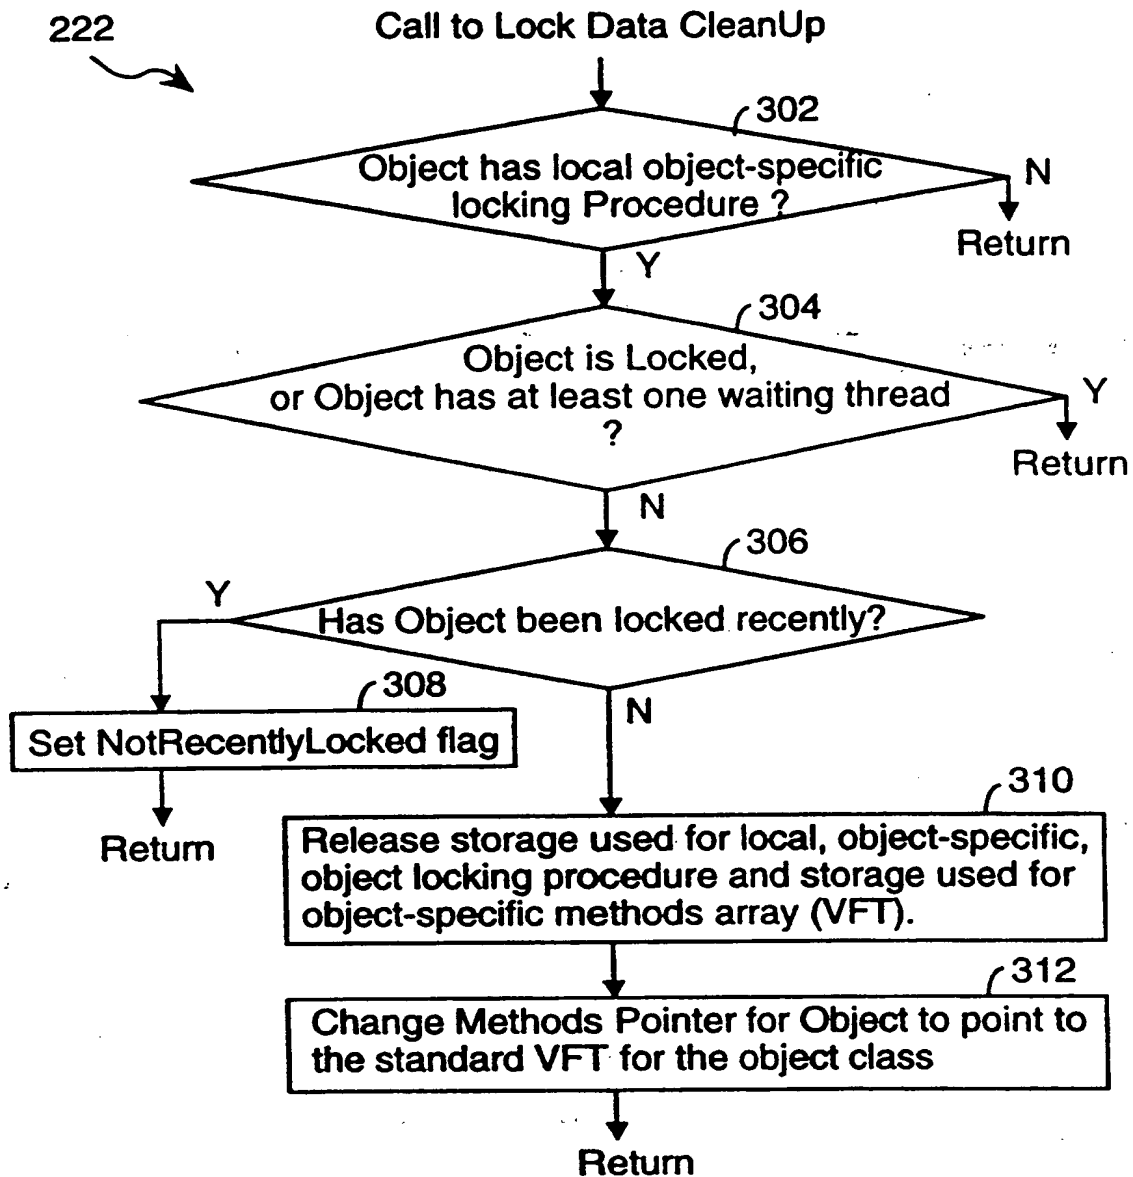 222
Call to Lock Data CleanUp
302
Object has local object-specific
locking Procedure ?
N
Return
Y
304
Object is Locked,
or Object has at least one waiting thread
?
Y
Return
N
306
Y
Has Object been locked recently?
308
N
Set NotRecentlyLocked flag
310
Return
Release storage used for local, object-specific,
object locking procedure and storage used for
object-specific methods array (VFT).
312
Change Methods Pointer for Object to point to
the standard VFT for the object class
Return